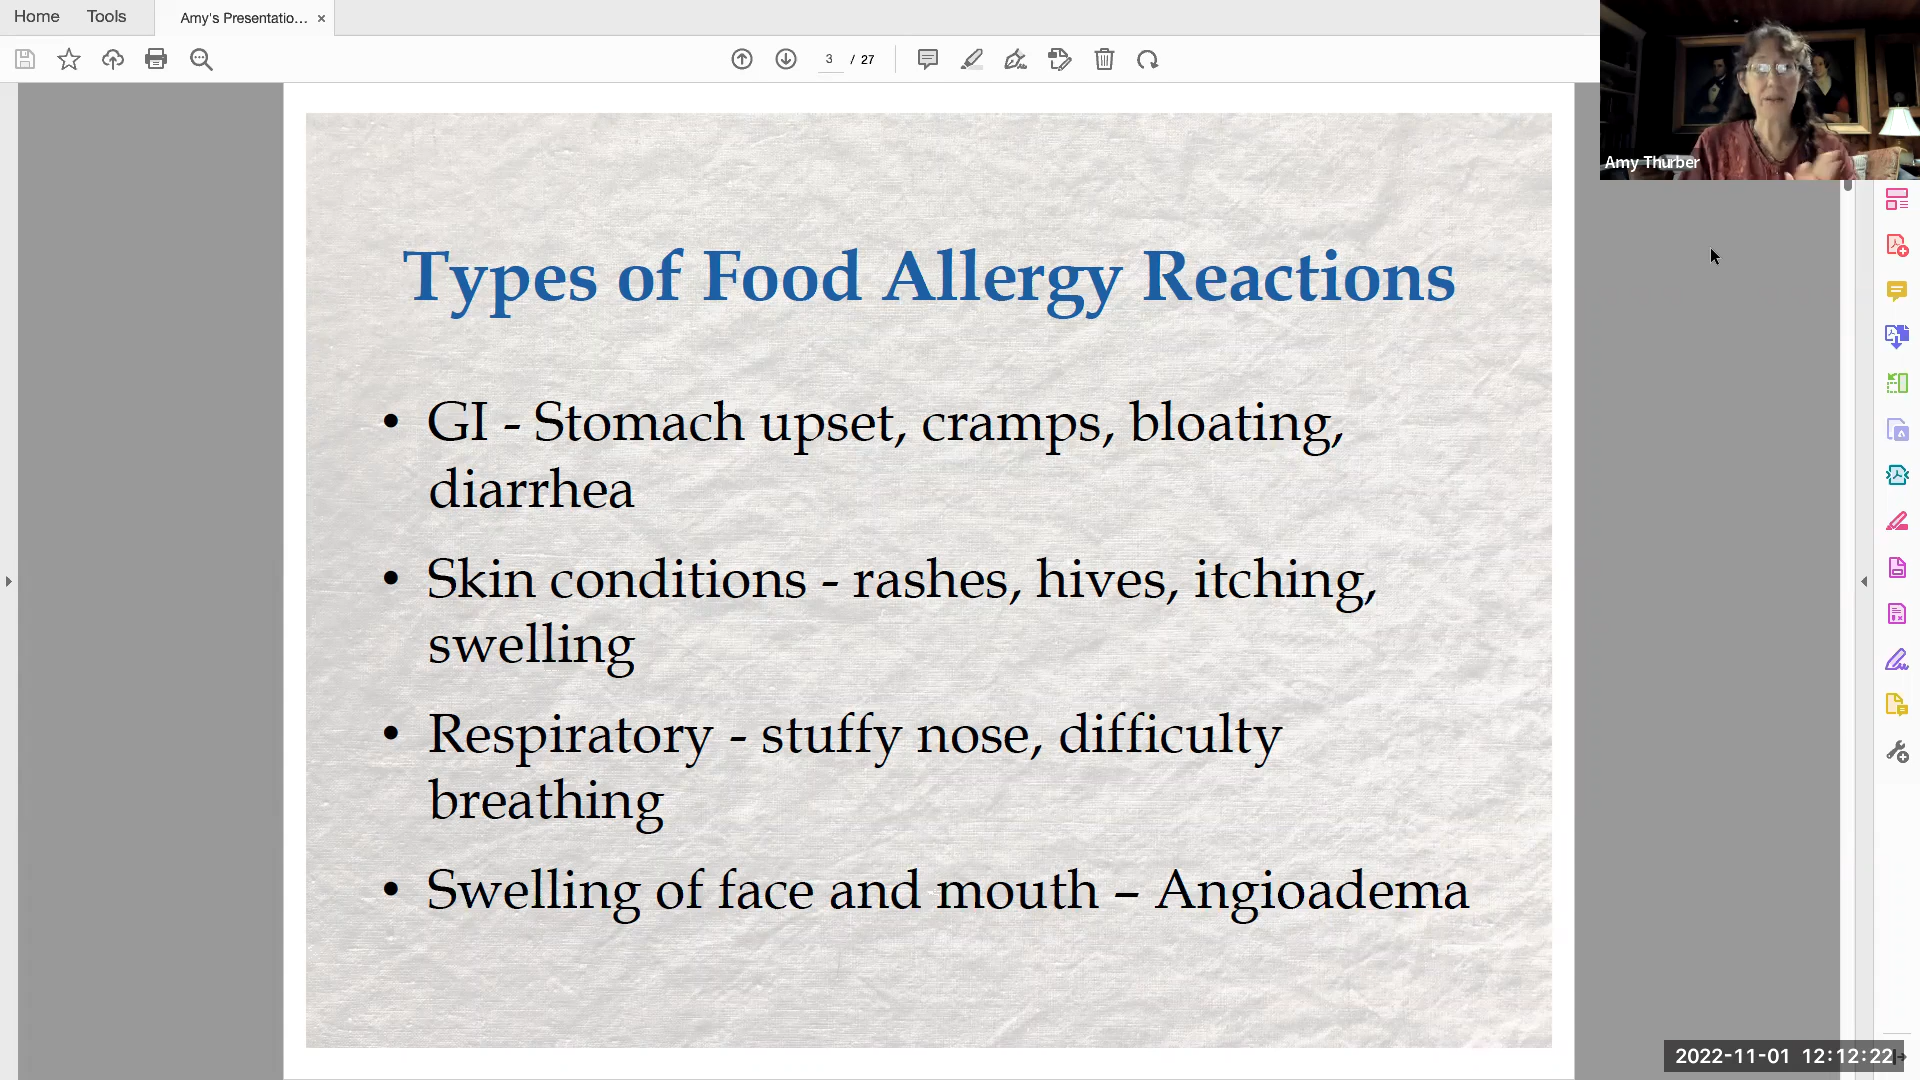 Home Tools Amy's Presentatio... ×
3 / 27
Amy Thurber
Types of Food Allergy Reactions
• GI - Stomach upset, cramps, bloating,
diarrhea
• Skin conditions - rashes, hives, itching,
swelling
• Respiratory - stuffy nose, difficulty
breathing
• Swelling of face and mouth – Angioadema
2022-11-01 12:12:22